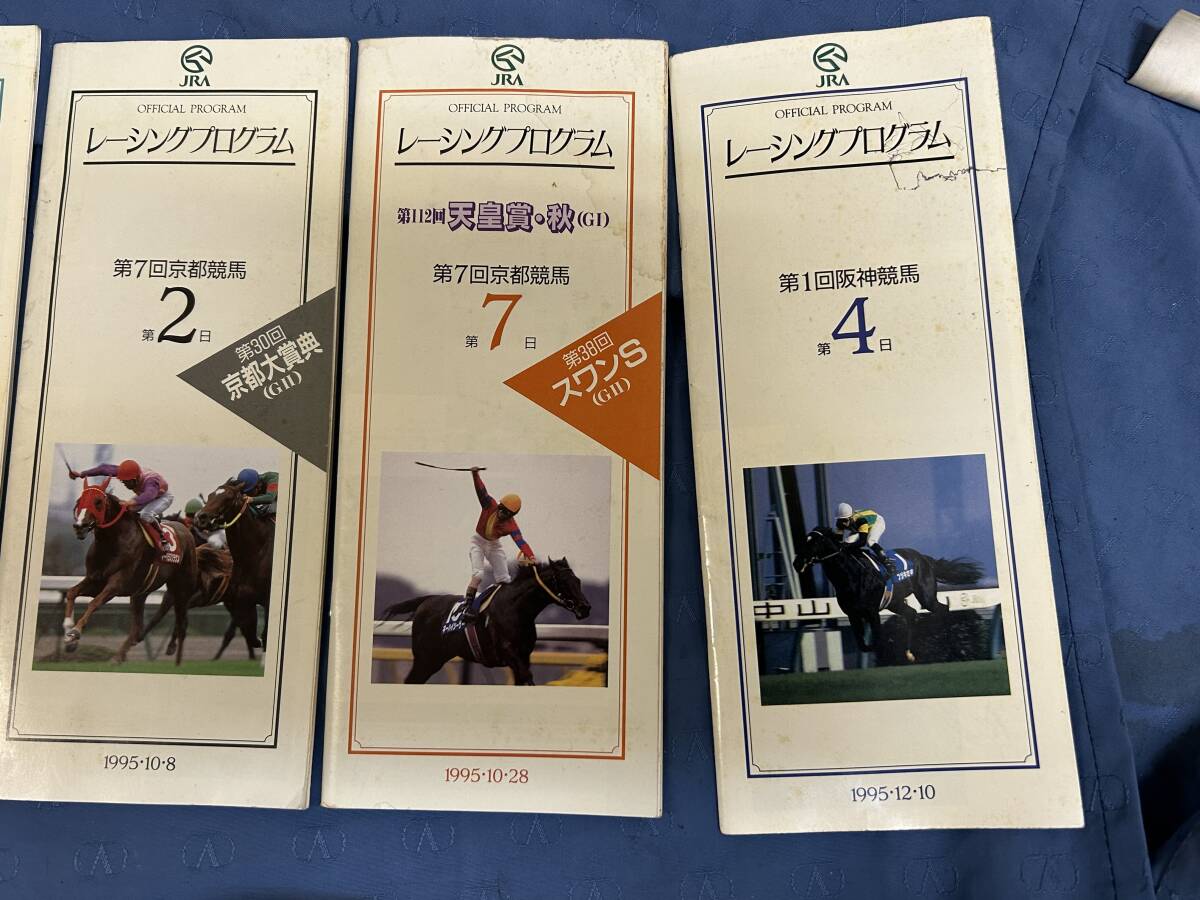 JRA
OFFICIAL PROGRAM
レーシングプログラム
第7回京都競馬
第2日
第30回
京都大賞典
(GII)
1995・10・8
JRA
OFFICIAL PROGRAM
レーシングプログラム
第112回天皇賞・秋(GI)
第7回京都競馬
第7日
第38回
スワンS
(GII)
1995・10・28
JRA
OFFICIAL PROGRAM
レーシングプログラム
第1回阪神競馬
第4日
中山
1995・12・10